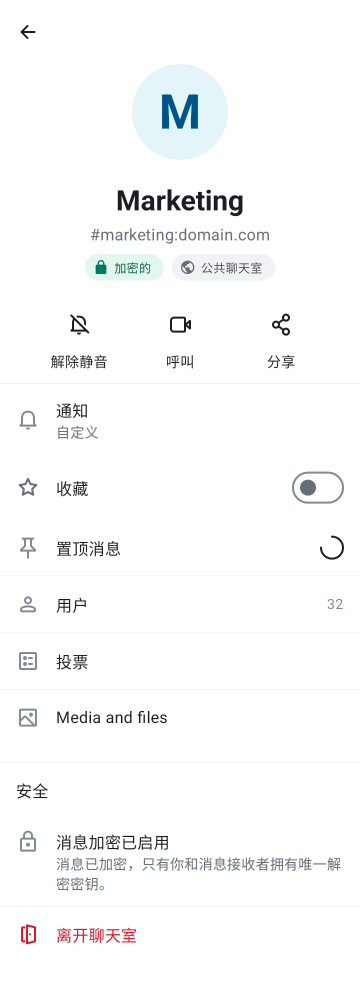 M
Marketing
#marketing:domain.com
加密的
公共聊天室
解除静音
呼叫
分享
通知
自定义
收藏
置顶消息
用户
32
投票
Media and files
安全
消息加密已启用
消息已加密，只有你和消息接收者拥有唯一解
密密钥。
离开聊天室